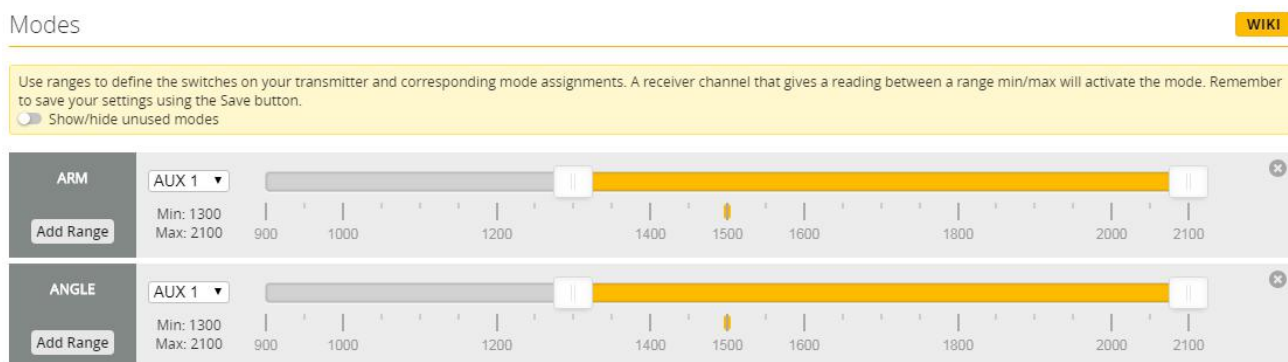 Modes
WIKI
Use ranges to define the switches on your transmitter and corresponding mode assignments. A receiver channel that gives a reading between a range min/max will activate the mode. Remember
to save your settings using the Save button.
Show/hide unused modes
ARM
AUX 1
Add Range
Min: 1300
Max: 2100
900 1000 1200 1400 1500 1600 1800 2000 2100
ANGLE
AUX 1
Add Range
Min: 1300
Max: 2100
900 1000 1200 1400 1500 1600 1800 2000 2100